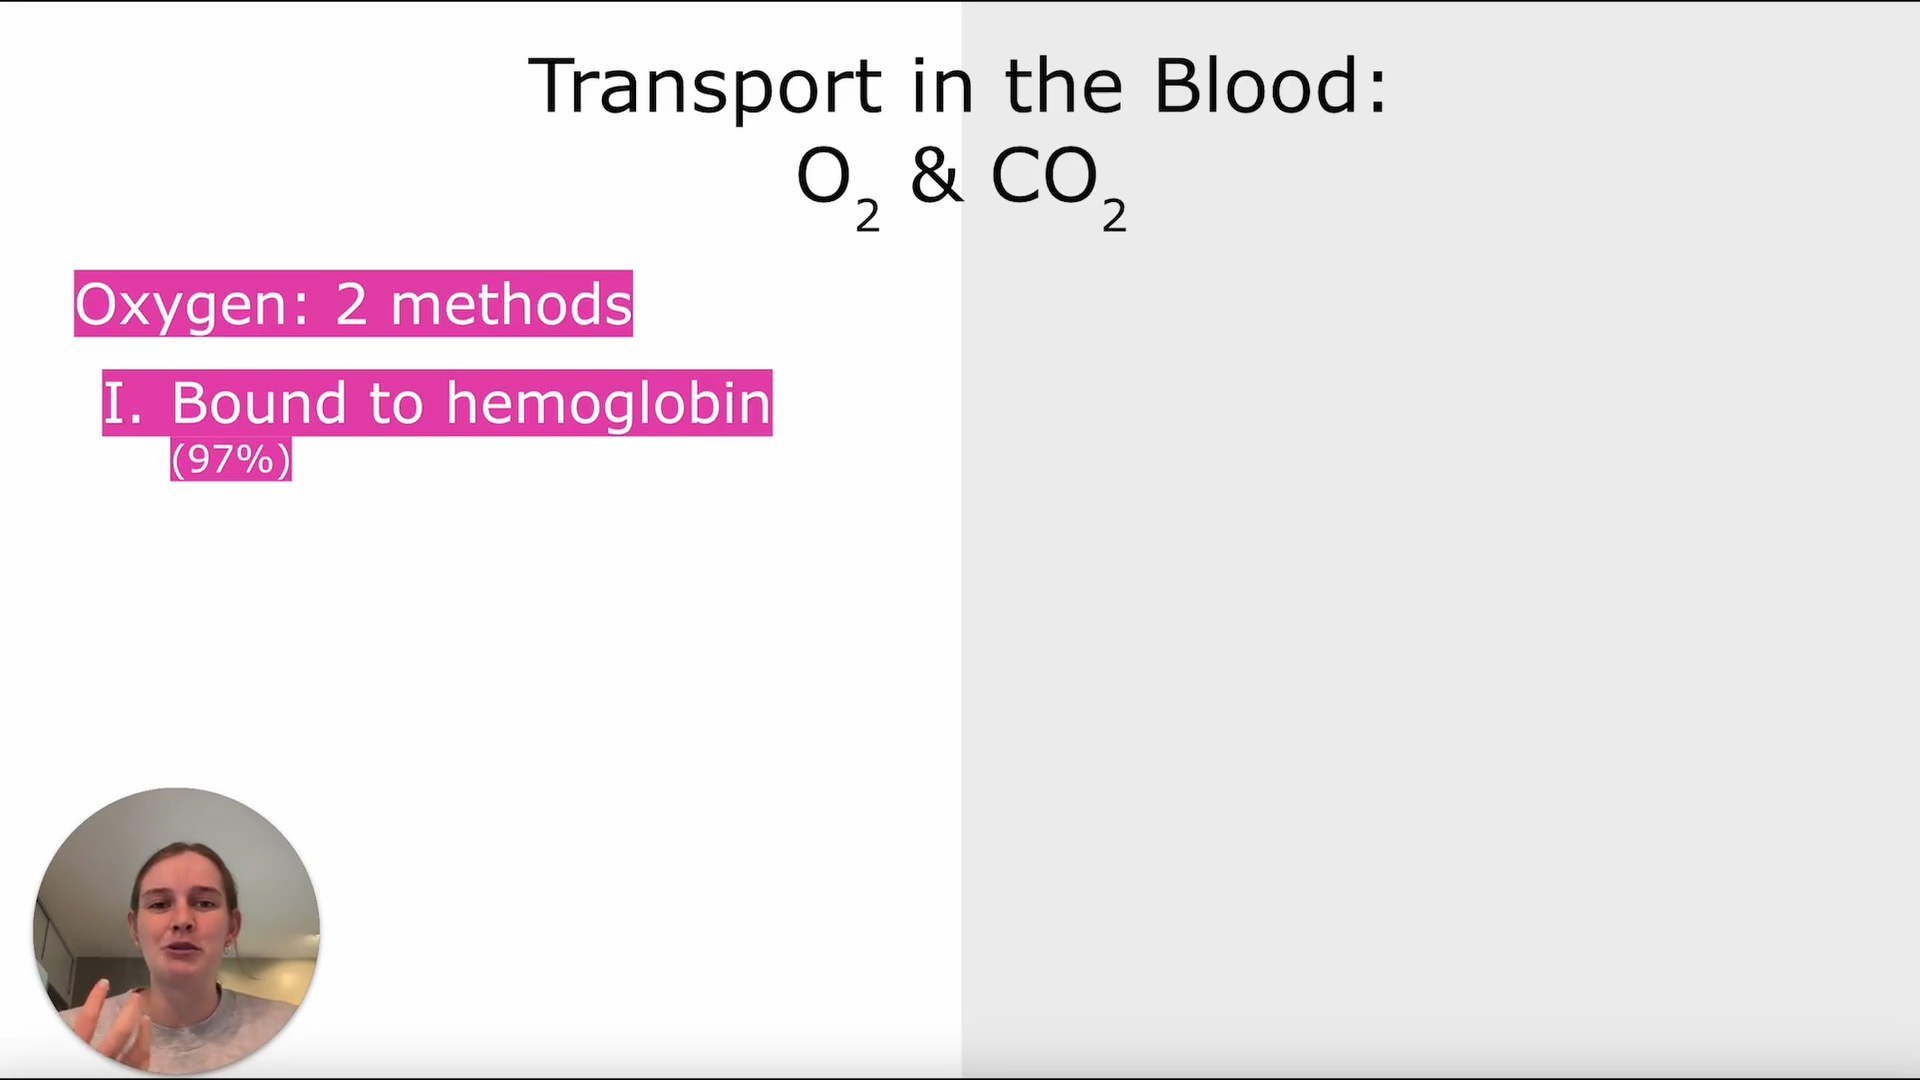 Transport in the Blood:
O₂ & CO₂
Oxygen: 2 methods
I. Bound to hemoglobin
(97%)